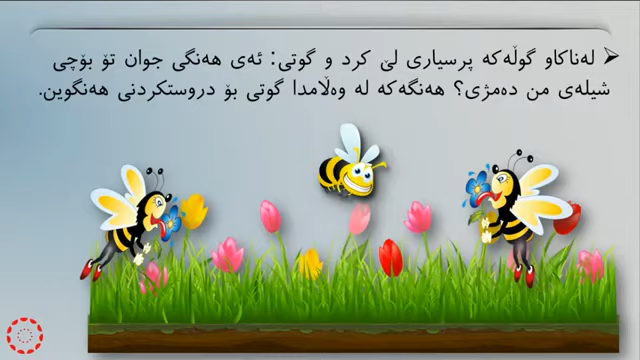 لەناکاو گوڵەکە پرسیاری لێ کرد و گوتی: ئەی هەنگی جوان تۆ بۆچی
شیلەی من دەمژی؟ هەنگەکە لە وەڵامدا گوتی بۆ دروستکردنی هەنگوین.